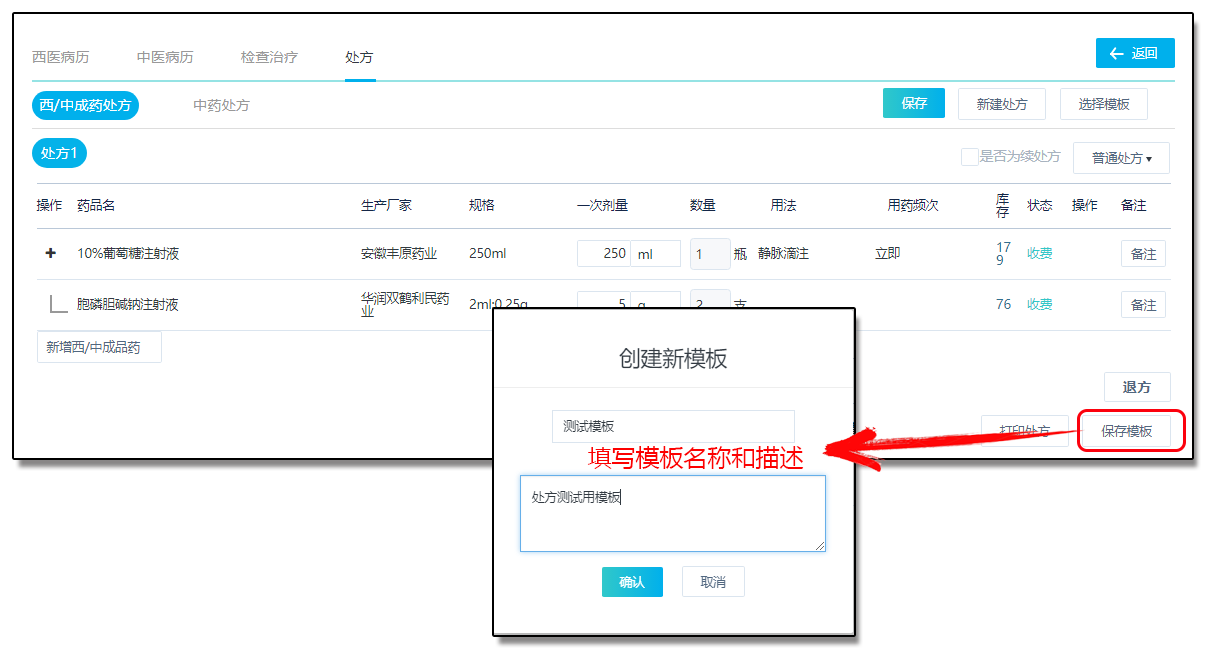 西医病历 中医病历 检查治疗 处方 返回
西/中成药处方 中药处方 保存 新建处方 选择模板
处方1 是否为续处方 普通处方
操作 药品名 生产厂家 规格 一次剂量 数量 用法 用药频次 库存 状态 操作 备注
10%葡萄糖注射液 安徽丰原药业 250ml 250 ml 1 瓶 静脉滴注 立即 179 收费 备注
胞磷胆碱钠注射液 华润双鹤利民药业 2ml:0.25g 5 g 2 支 76 收费 备注
新增西/中成品药
退方
打印处方 保存模板
创建新模板
测试模板
填写模板名称和描述
处方测试用模板
确认 取消